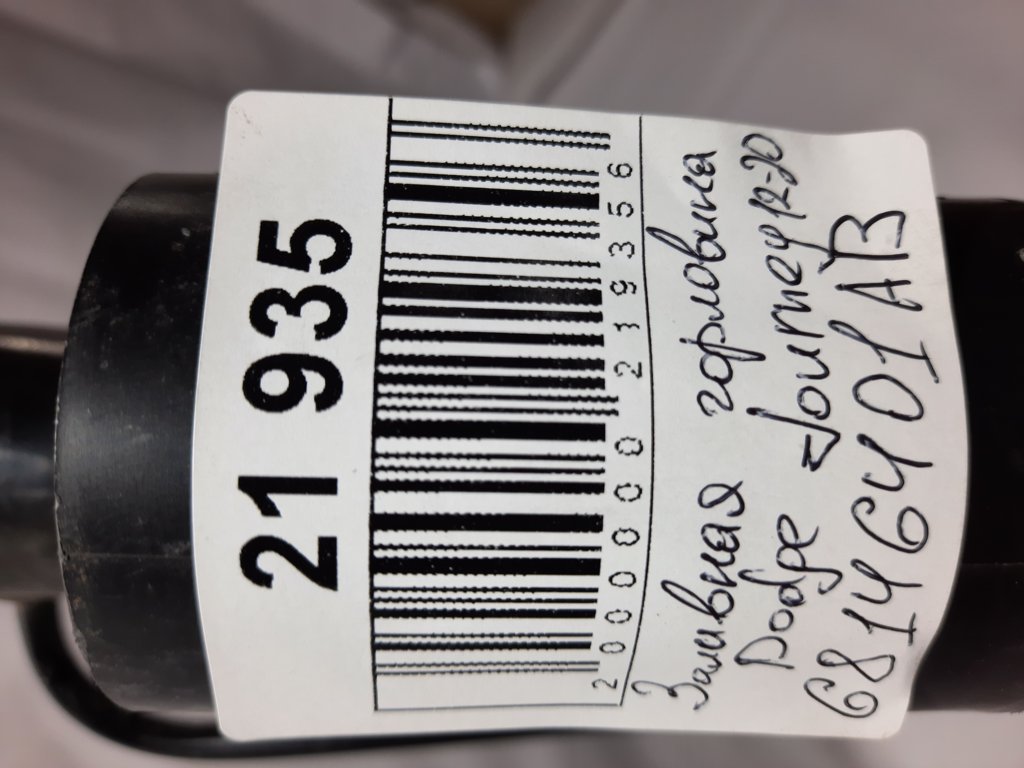 21 935
2000000219356
Заливная горловина
Dodge Journey 12-20
68146401AB